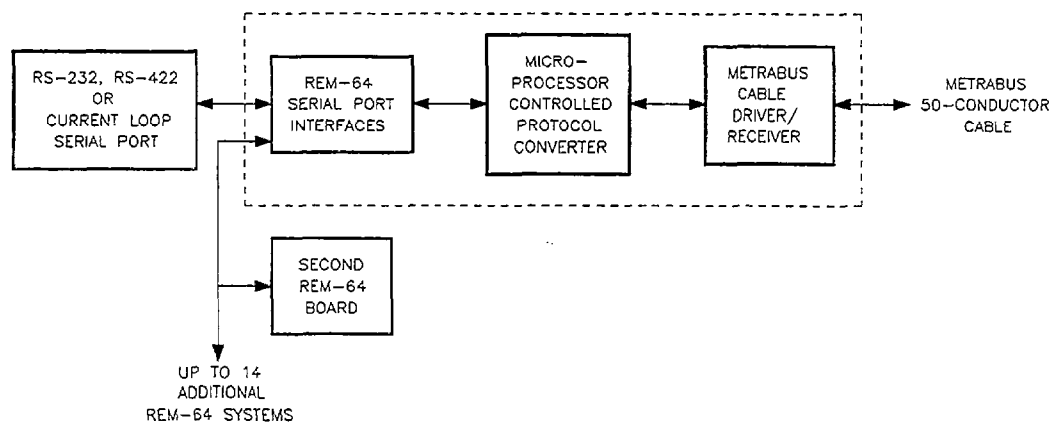 RS-232, RS-422
OR
CURRENT LOOP
SERIAL PORT
REM-64
SERIAL PORT
INTERFACES
MICRO-
PROCESSOR
CONTROLLED
PROTOCOL
CONVERTER
METRABUS
CABLE
DRIVER/
RECEIVER
METRABUS
50-CONDUCTOR
CABLE
SECOND
REM-64
BOARD
UP TO 14
ADDITIONAL
REM-64 SYSTEMS